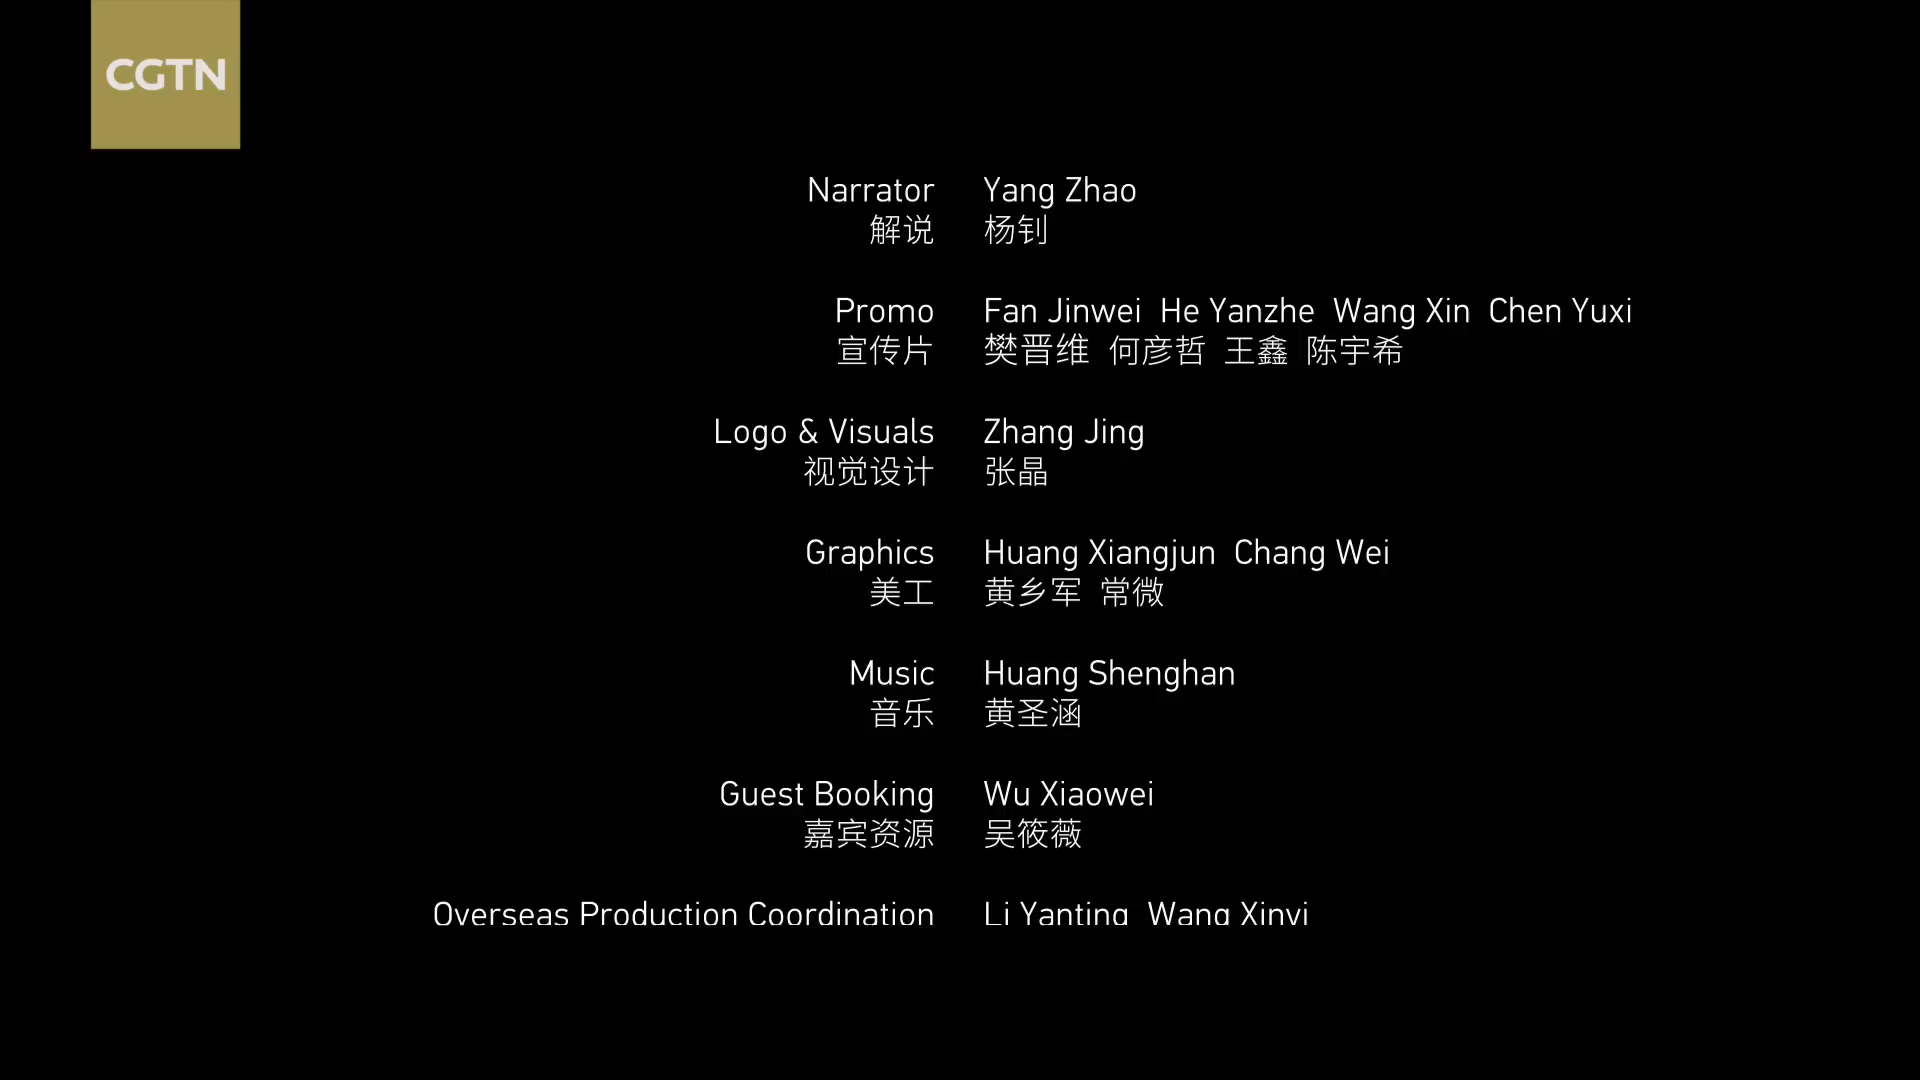 CGTN
Narrator Yang Zhao
解说 杨钊
Promo Fan Jinwei He Yanzhe Wang Xin Chen Yuxi
宣传片 樊晋维 何彦哲 王鑫 陈宇希
Logo & Visuals Zhang Jing
视觉设计 张晶
Graphics Huang Xiangjun Chang Wei
美工 黄乡军 常微
Music Huang Shenghan
音乐 黄圣涵
Guest Booking Wu Xiaowei
嘉宾资源 吴筱薇
Overseas Production Coordination Li Yanting Wang Xinyi